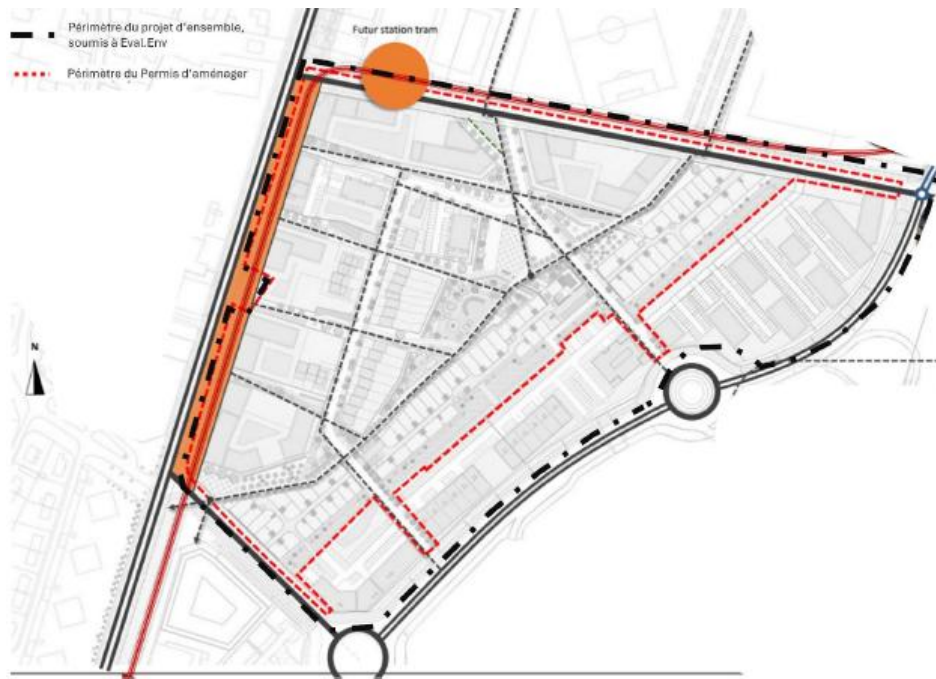 Périmètre du projet d'ensemble,
soumis à Eval.Env
Futur station tram
Périmètre du Permis d'aménager
N